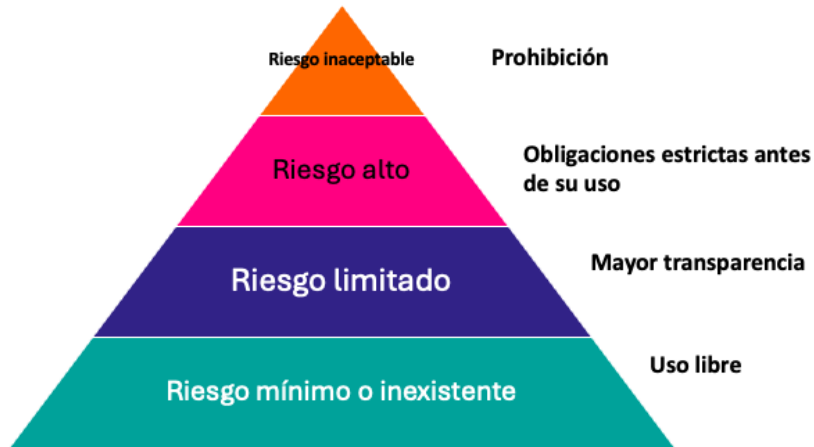 Riesgo inaceptable
Prohibición
Riesgo alto
Obligaciones estrictas antes
de su uso
Riesgo limitado
Mayor transparencia
Riesgo mínimo o inexistente
Uso libre